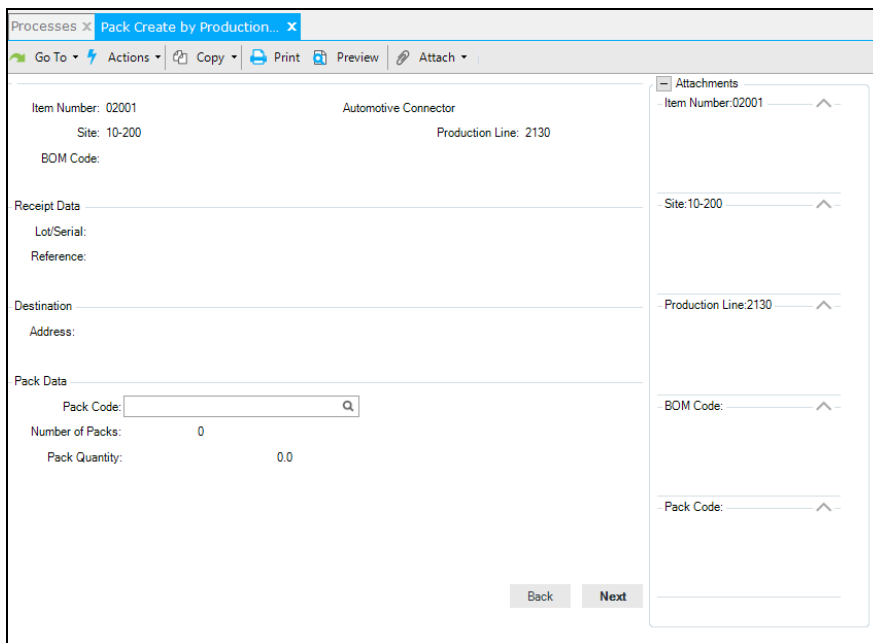 Processes X Pack Create by Production... X
Go To Actions Copy Print Preview Attach
Item Number: 02001 Automotive Connector
Site: 10-200 Production Line: 2130
BOM Code:
Receipt Data
Lot/Serial:
Reference:
Destination
Address:
Pack Data
Pack Code:
Number of Packs: 0
Pack Quantity: 0.0
Back Next
Attachments
Item Number:02001
Site:10-200
Production Line:2130
BOM Code:
Pack Code: